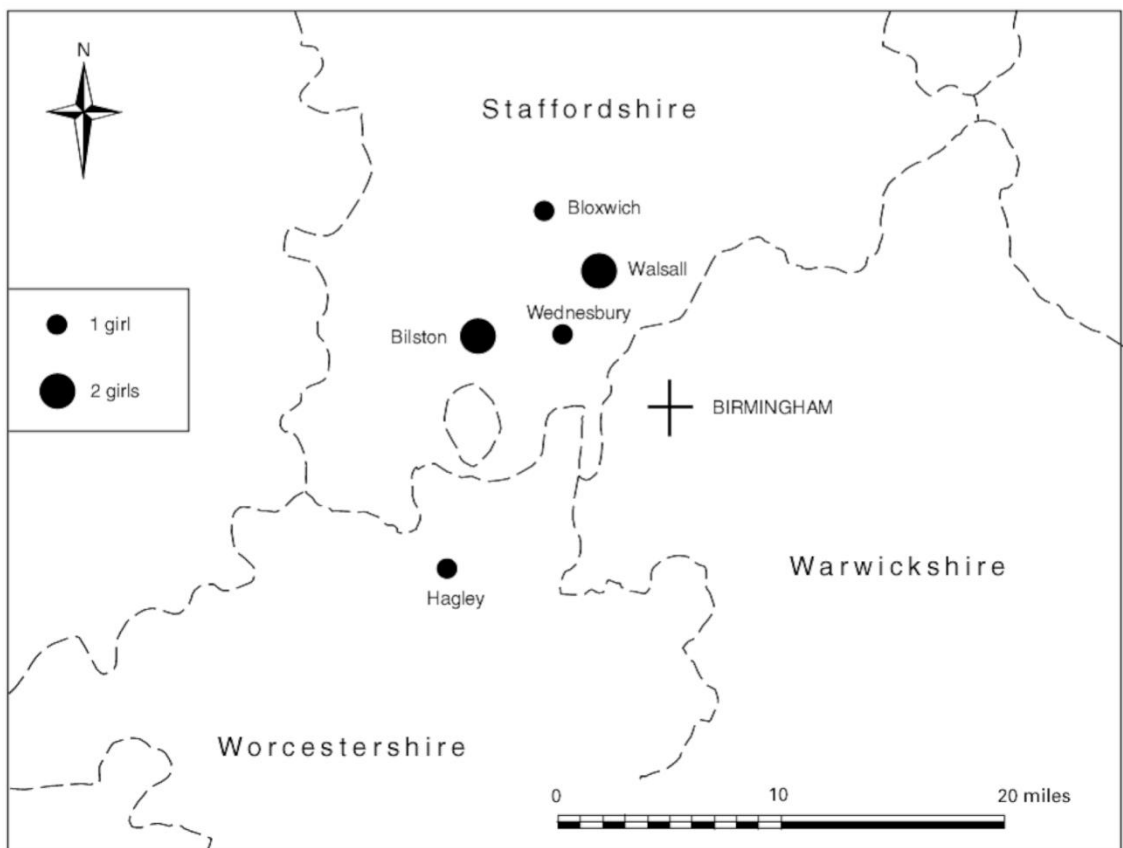 N
Staffordshire
Bloxwich
Walsall
Wednesbury
Bilston
1 girl
2 girls
BIRMINGHAM
Warwickshire
Hagley
Worcestershire
0 10 20 miles